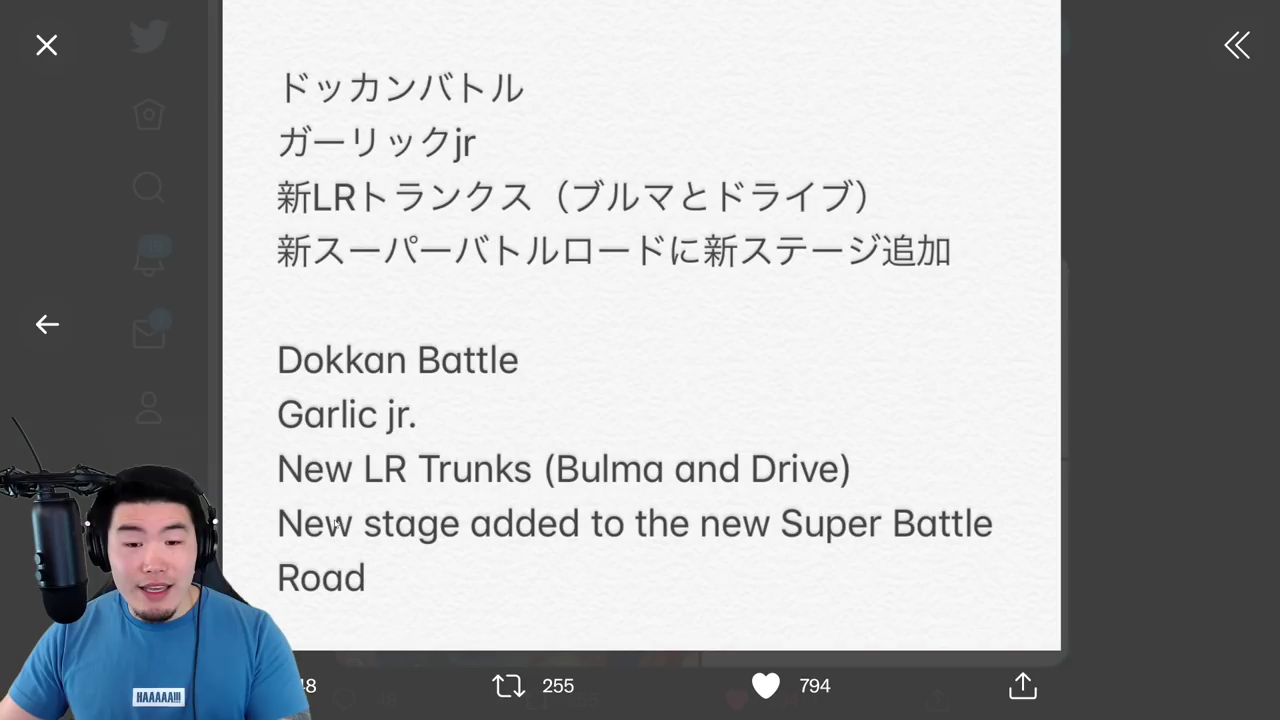 ドッカンバトル
ガーリックjr
新LRトランクス（ブルマとドライブ）
新スーパーバトルロードに新ステージ追加
Dokkan Battle
Garlic jr.
New LR Trunks (Bulma and Drive)
New stage added to the new Super Battle
Road
48 255 794
HAAAAA!!!